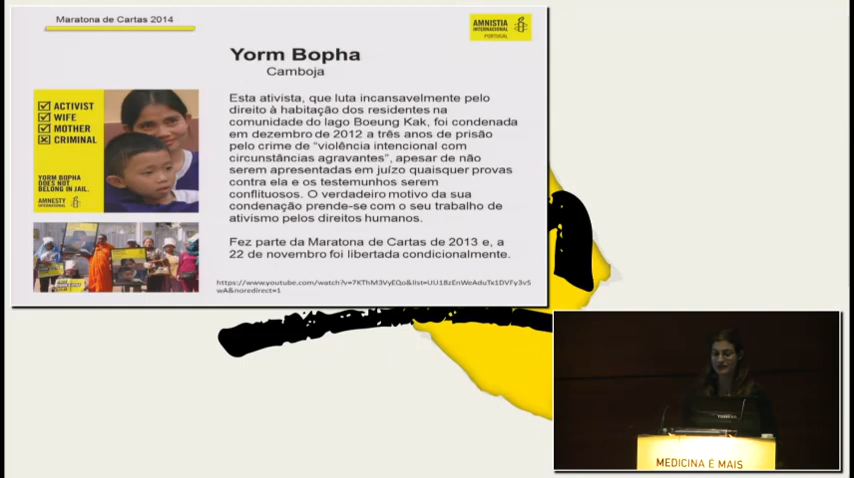 Maratona de Cartas 2014
AMNISTIA
INTERNACIONAL
PORTUGAL
Yorm Bopha
Camboja
ACTIVIST
WIFE
MOTHER
CRIMINAL
YORM BOPHA
DOES NOT
BELONG IN JAIL.
AMNESTY
INTERNATIONAL
Esta ativista, que luta incansavelmente pelo
direito à habitação dos residentes na
comunidade do lago Boeung Kak, foi condenada
em dezembro de 2012 a três anos de prisão
pelo crime de “violência intencional com
circunstâncias agravantes”, apesar de não
serem apresentadas em juízo quaisquer provas
contra ela e os testemunhos serem
conflituosos. O verdadeiro motivo da sua
condenação prende-se com o seu trabalho de
ativismo pelos direitos humanos.
Fez parte da Maratona de Cartas de 2013 e, a
22 de novembro foi libertada condicionalmente.
MEDICINA É MAIS